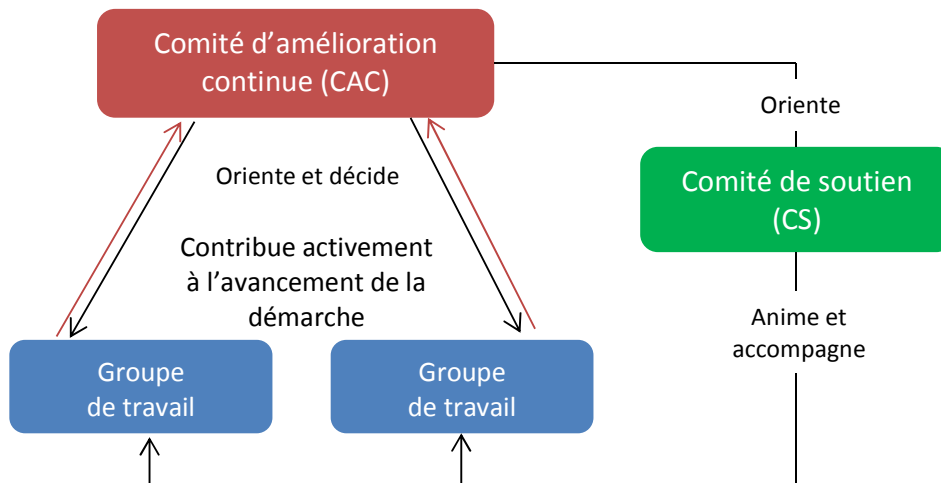 Comité d’amélioration
continue (CAC)
Oriente
Oriente et décide
Comité de soutien
(CS)
Contribue activement
à l’avancement de la
démarche
Anime et
accompagne
Groupe
de travail
Groupe
de travail